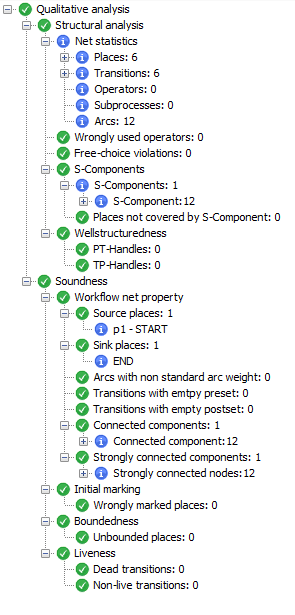 Qualitative analysis
Structural analysis
Net statistics
Places: 6
Transitions: 6
Operators: 0
Subprocesses: 0
Arcs: 12
Wrongly used operators: 0
Free-choice violations: 0
S-Components
S-Components: 1
S-Component:12
Places not covered by S-Component: 0
Wellstructuredness
PT-Handles: 0
TP-Handles: 0
Soundness
Workflow net property
Source places: 1
p1 - START
Sink places: 1
END
Arcs with non standard arc weight: 0
Transitions with emtpy preset: 0
Transitions with empty postset: 0
Connected components: 1
Connected component:12
Strongly connected components: 1
Strongly connected nodes:12
Initial marking
Wrongly marked places: 0
Boundedness
Unbounded places: 0
Liveness
Dead transitions: 0
Non-live transitions: 0